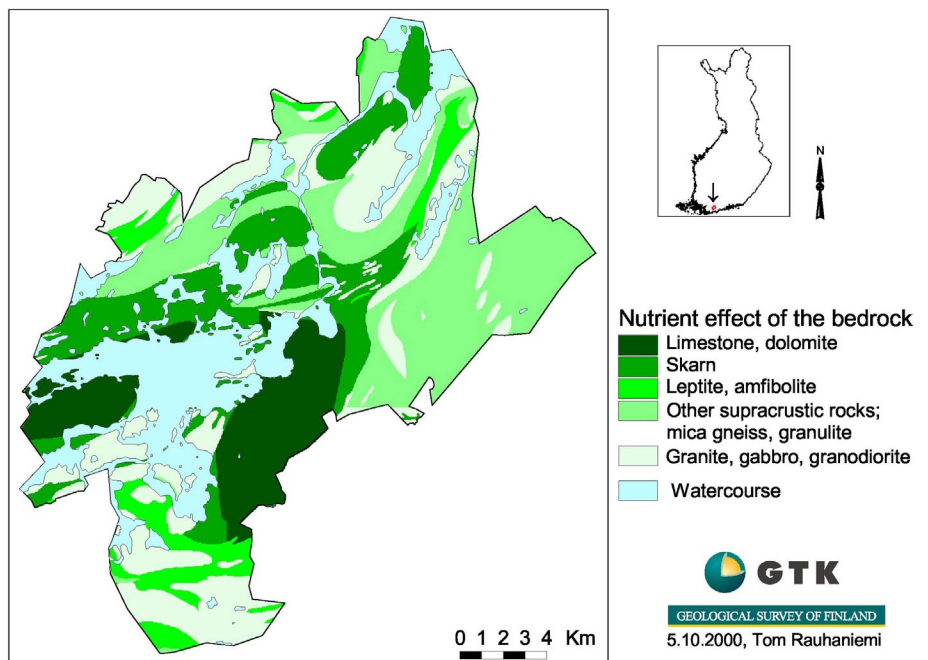 N
Nutrient effect of the bedrock
Limestone, dolomite
Skarn
Leptite, amfibolite
Other supracrustic rocks;
mica gneiss, granulite
Granite, gabbro, granodiorite
Watercourse
0 1 2 3 4 Km
GTK
GEOLOGICAL SURVEY OF FINLAND
5.10.2000, Tom Rauhaniemi